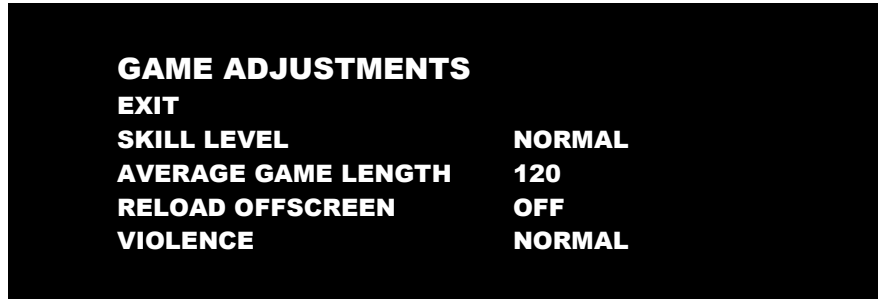 GAME ADJUSTMENTS
EXIT
SKILL LEVEL NORMAL
AVERAGE GAME LENGTH 120
RELOAD OFFSCREEN OFF
VIOLENCE NORMAL